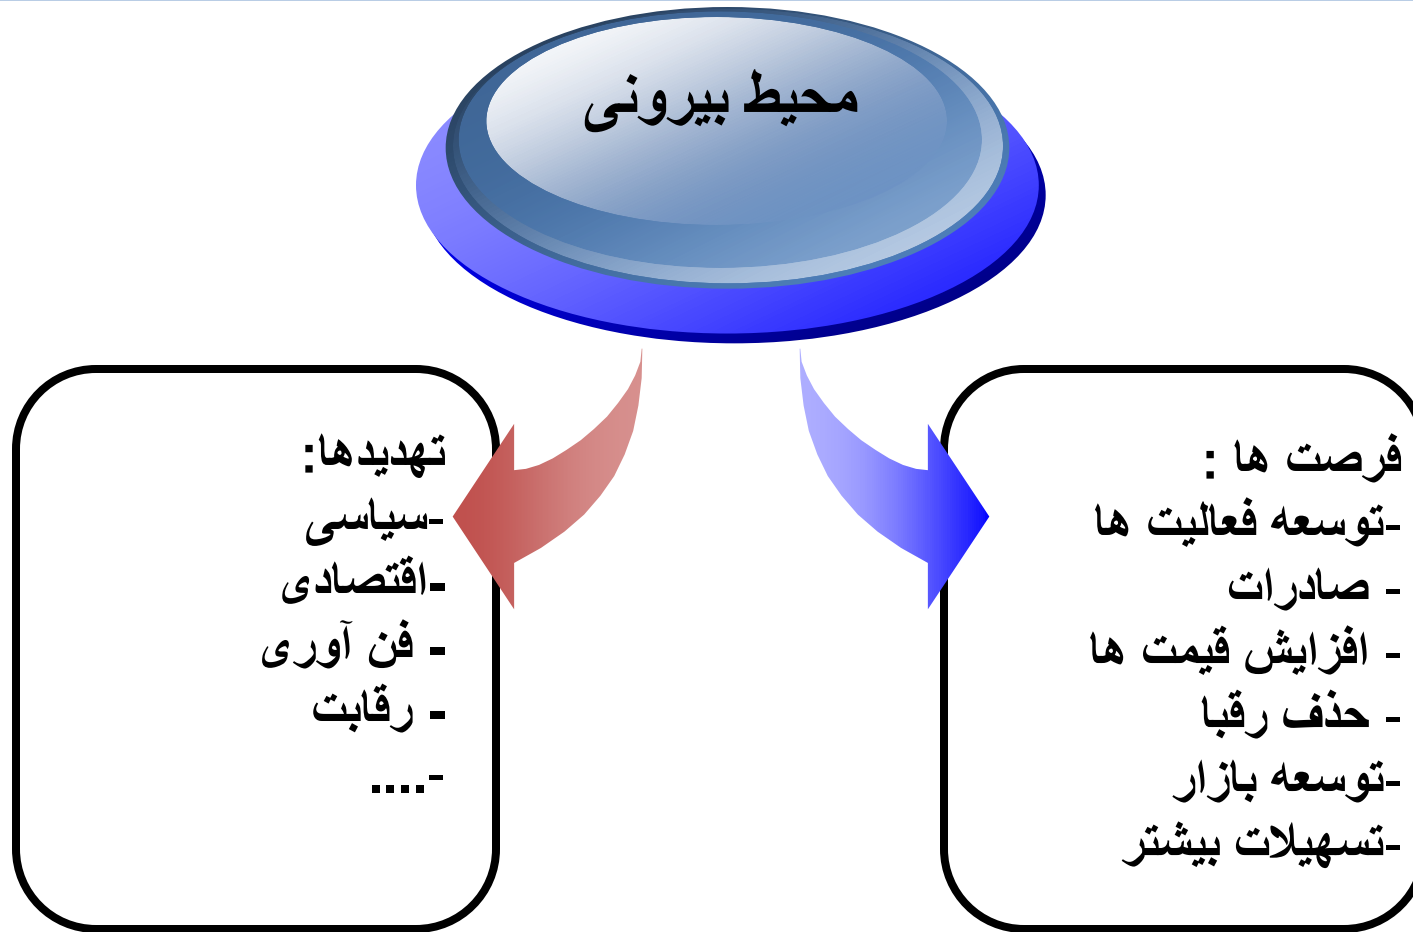 محیط بیرونی
فرصت ها :
-توسعه فعالیت ها
- صادرات
- افزایش قیمت ها
- حذف رقبا
-توسعه بازار
-تسهیلات بیشتر
تهدیدها:
-سیاسی
-اقتصادی
- فن آوری
- رقابت
-....